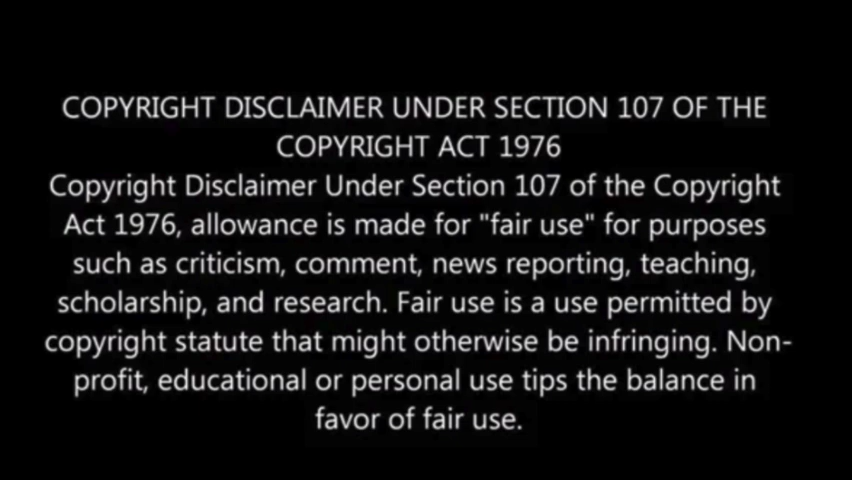 COPYRIGHT DISCLAIMER UNDER SECTION 107 OF THE
COPYRIGHT ACT 1976
Copyright Disclaimer Under Section 107 of the Copyright
Act 1976, allowance is made for "fair use" for purposes
such as criticism, comment, news reporting, teaching,
scholarship, and research. Fair use is a use permitted by
copyright statute that might otherwise be infringing. Non-
profit, educational or personal use tips the balance in
favor of fair use.